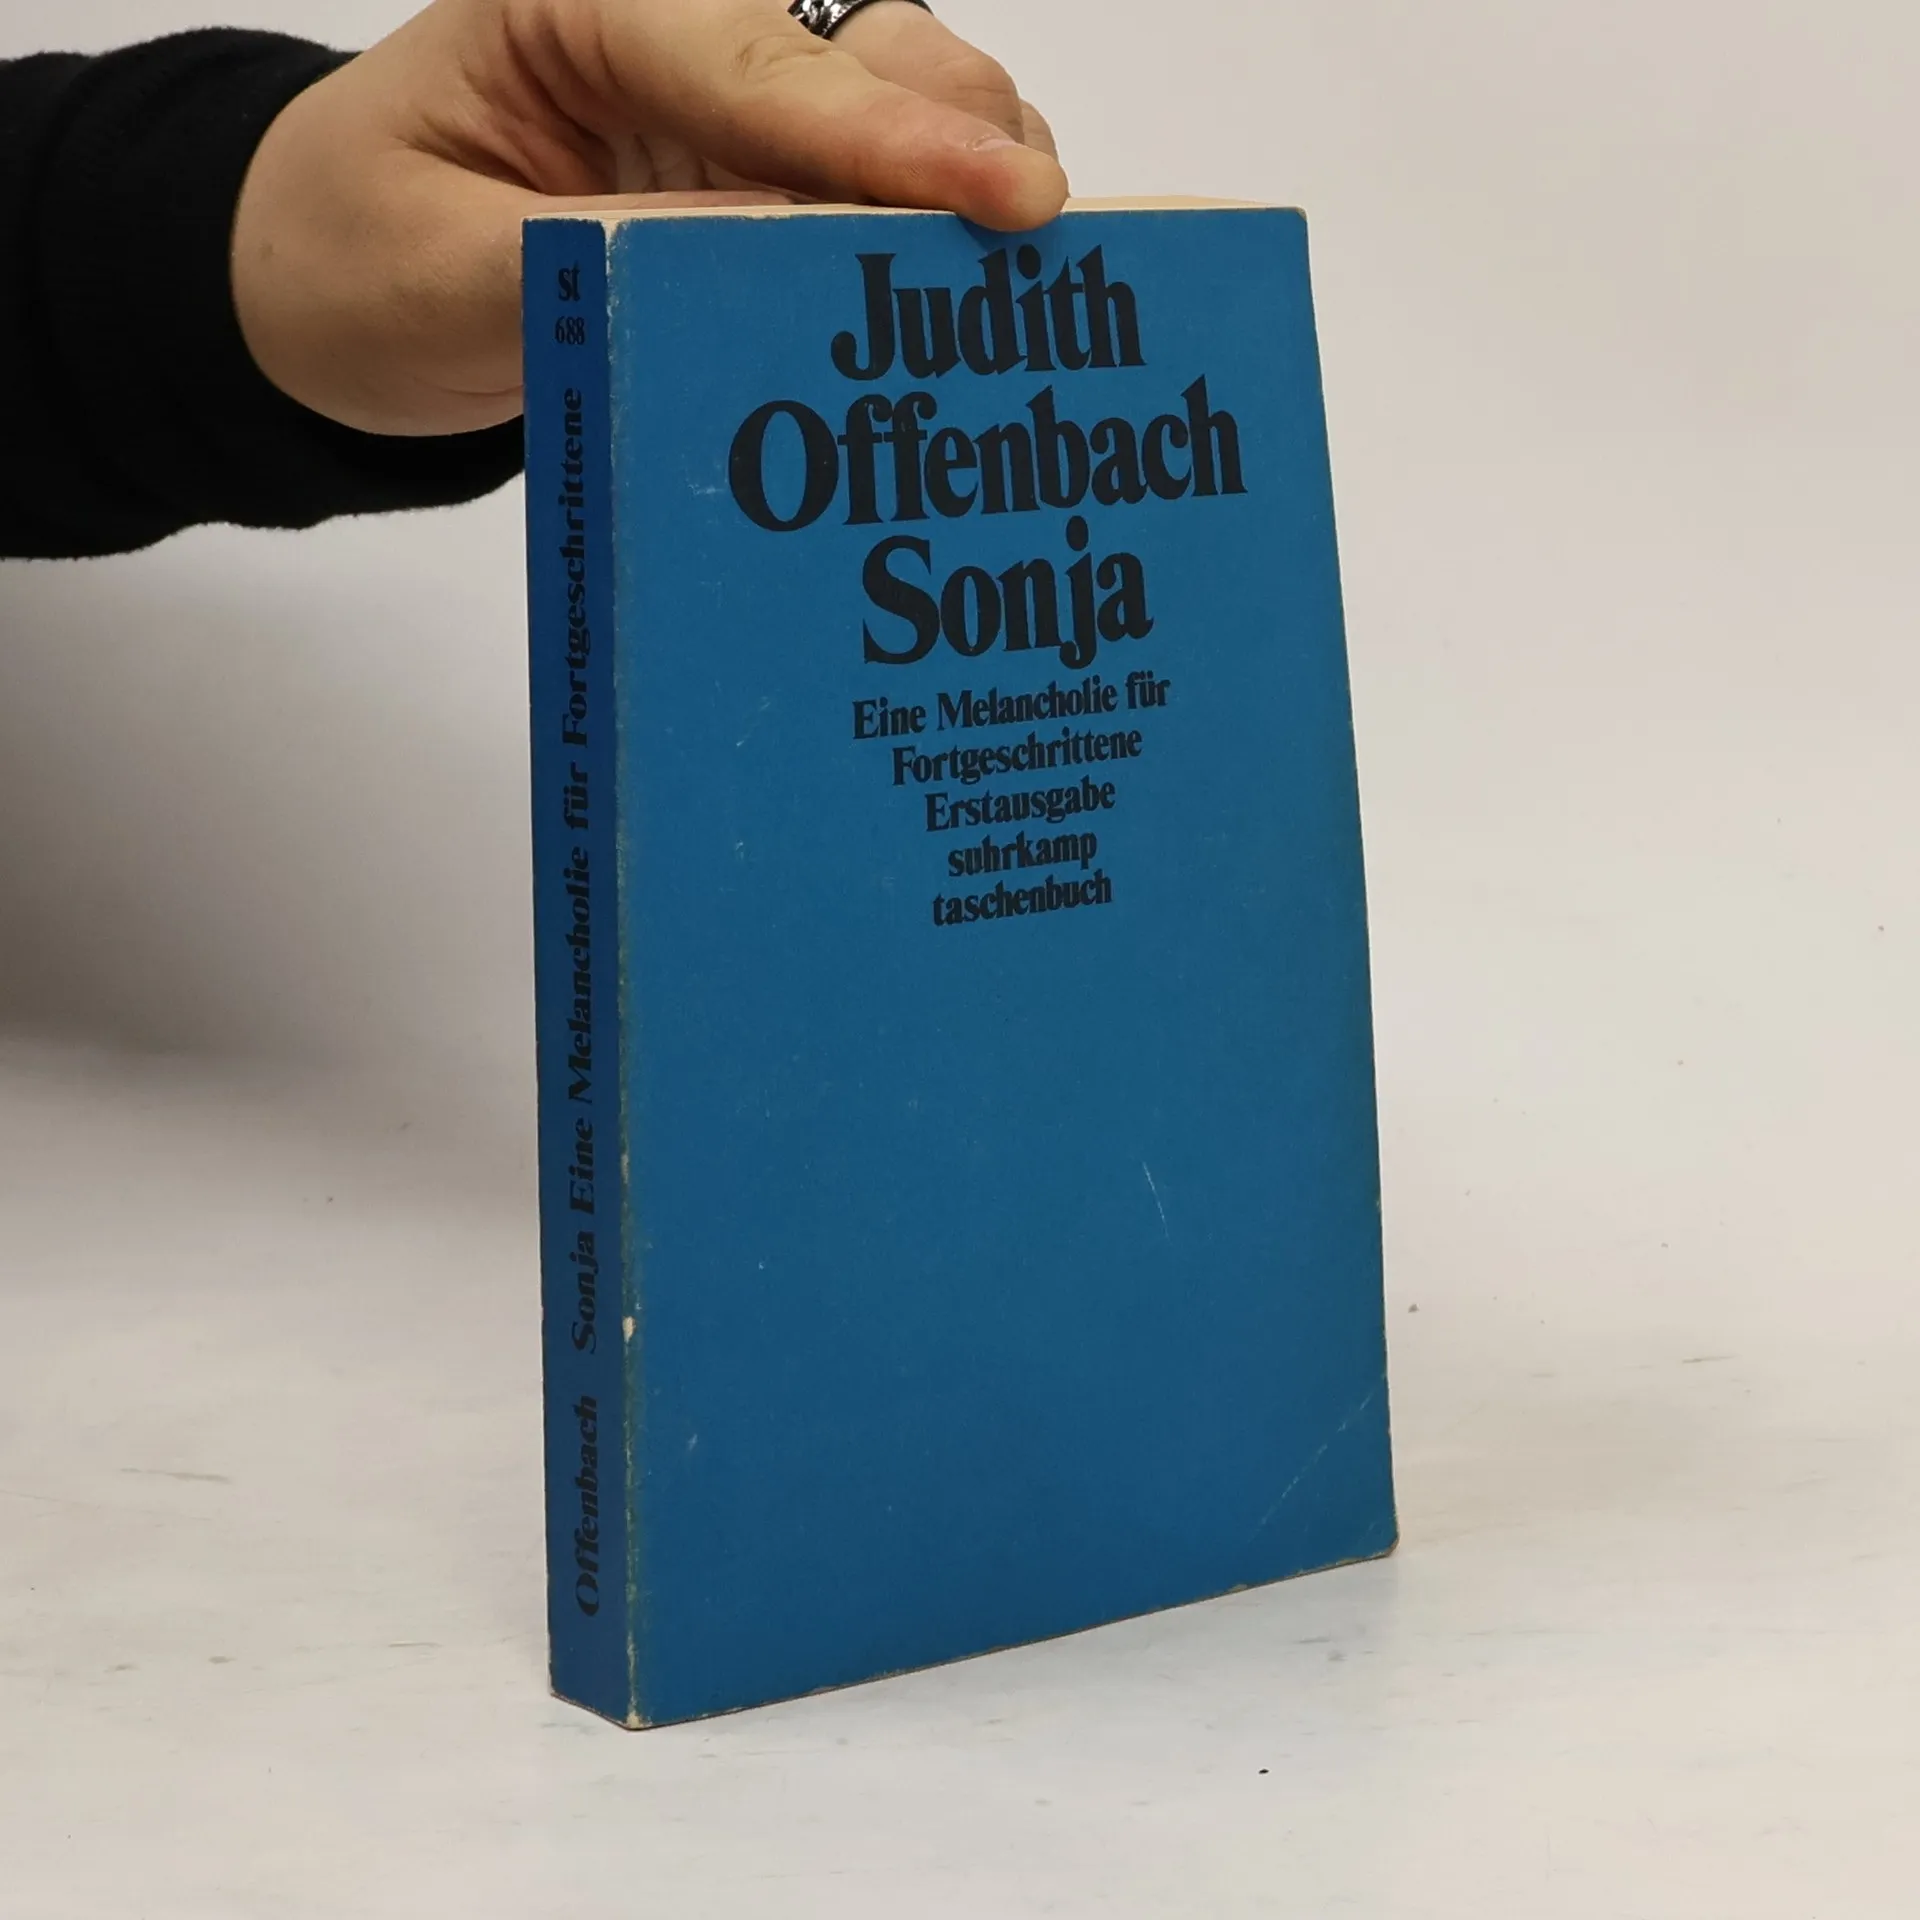 Judith
Offenbach
Sonja
Eine Melancholie für
Fortgeschrittene
Erstausgabe
suhrkamp
taschenbuch
Offenbach Sonja Eine Melancholie für Fortgeschrittene
st
688